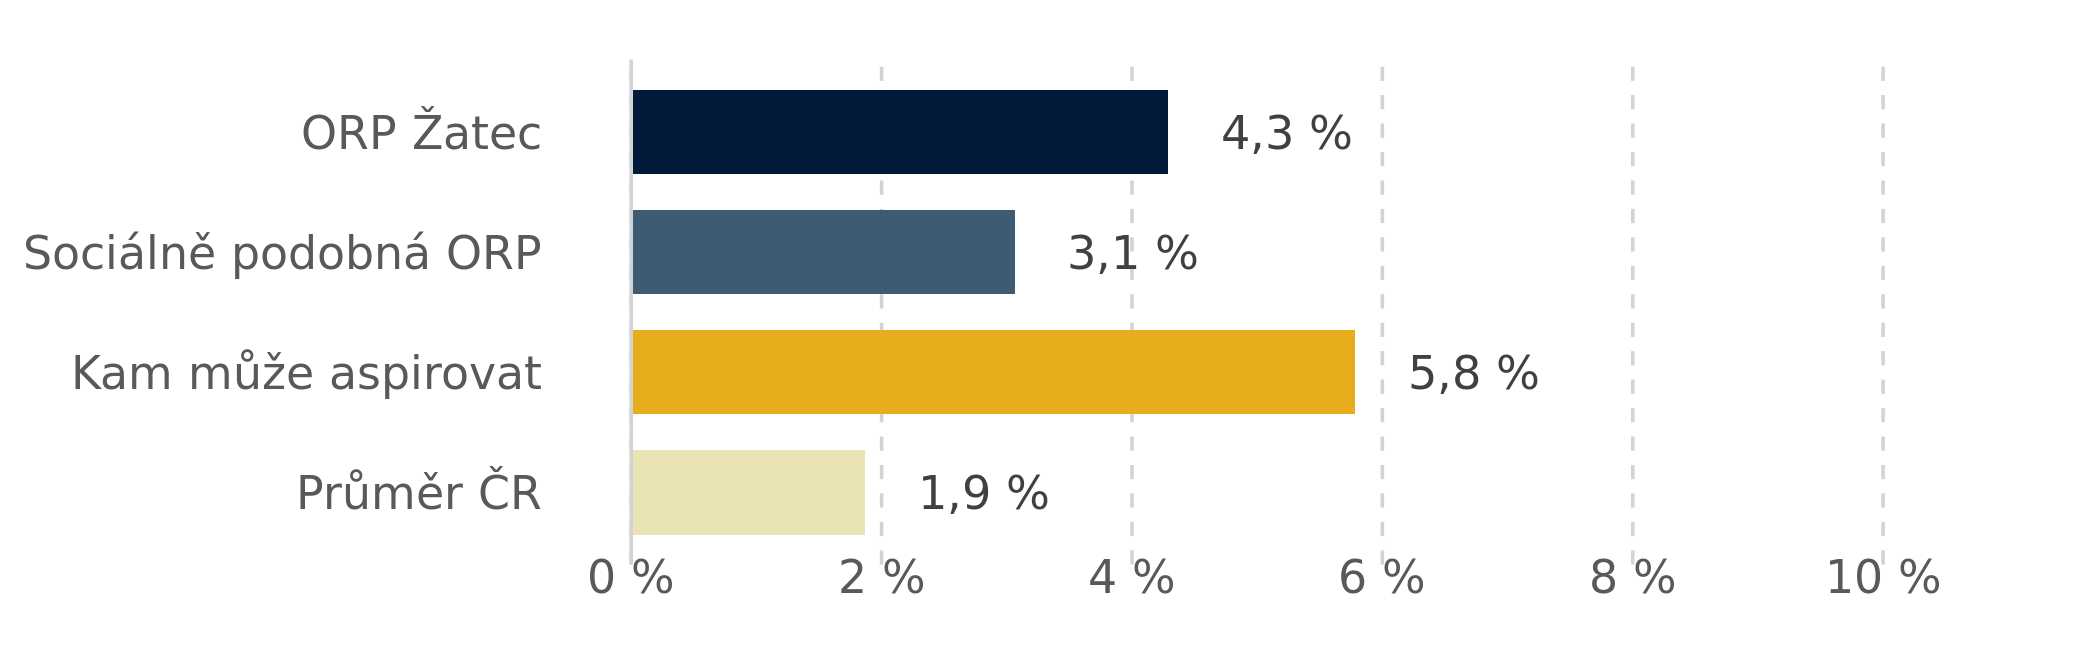 ORP Žatec
4,3 %
Sociálně podobná ORP
3,1 %
Kam může aspirovat
5,8 %
Průměr ČR
1,9 %
0 %
2 %
4 %
6 %
8 %
10 %